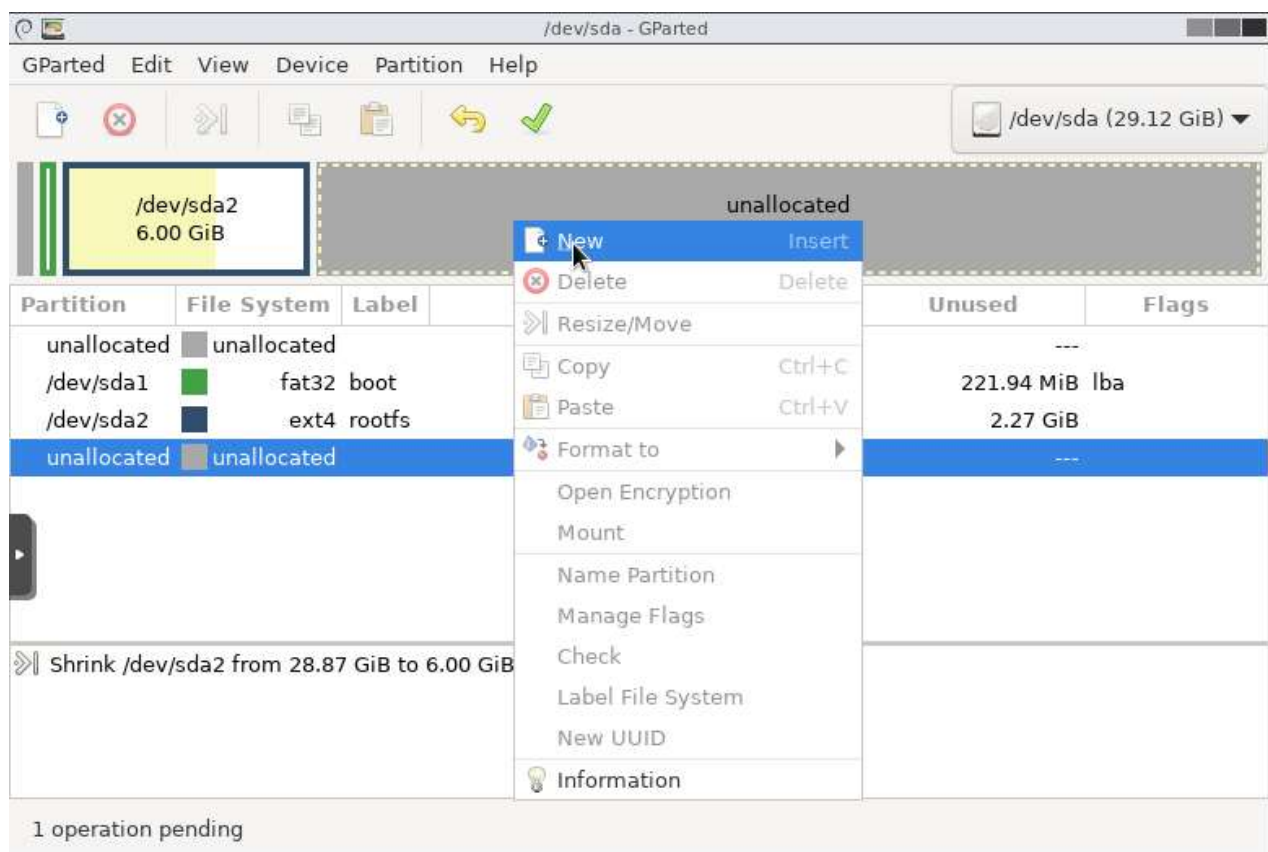 /dev/sda - GParted
GParted Edit View Device Partition Help
/dev/sda (29.12 GiB)
/dev/sda2
6.00 GiB
unallocated
Partition File System Label Unused Flags
unallocated unallocated ---
/dev/sda1 fat32 boot 221.94 MiB lba
/dev/sda2 ext4 rootfs 2.27 GiB
unallocated unallocated ---
New Insert
Delete Delete
Resize/Move
Copy Ctrl+C
Paste Ctrl+V
Format to
Open Encryption
Mount
Name Partition
Manage Flags
Check
Label File System
New UUID
Information
Shrink /dev/sda2 from 28.87 GiB to 6.00 GiB
1 operation pending